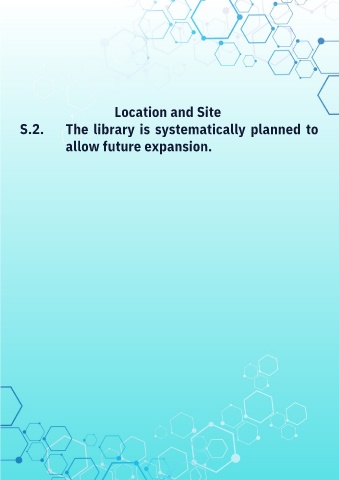 Location and Site
S.2. The library is systematically planned to
allow future expansion.